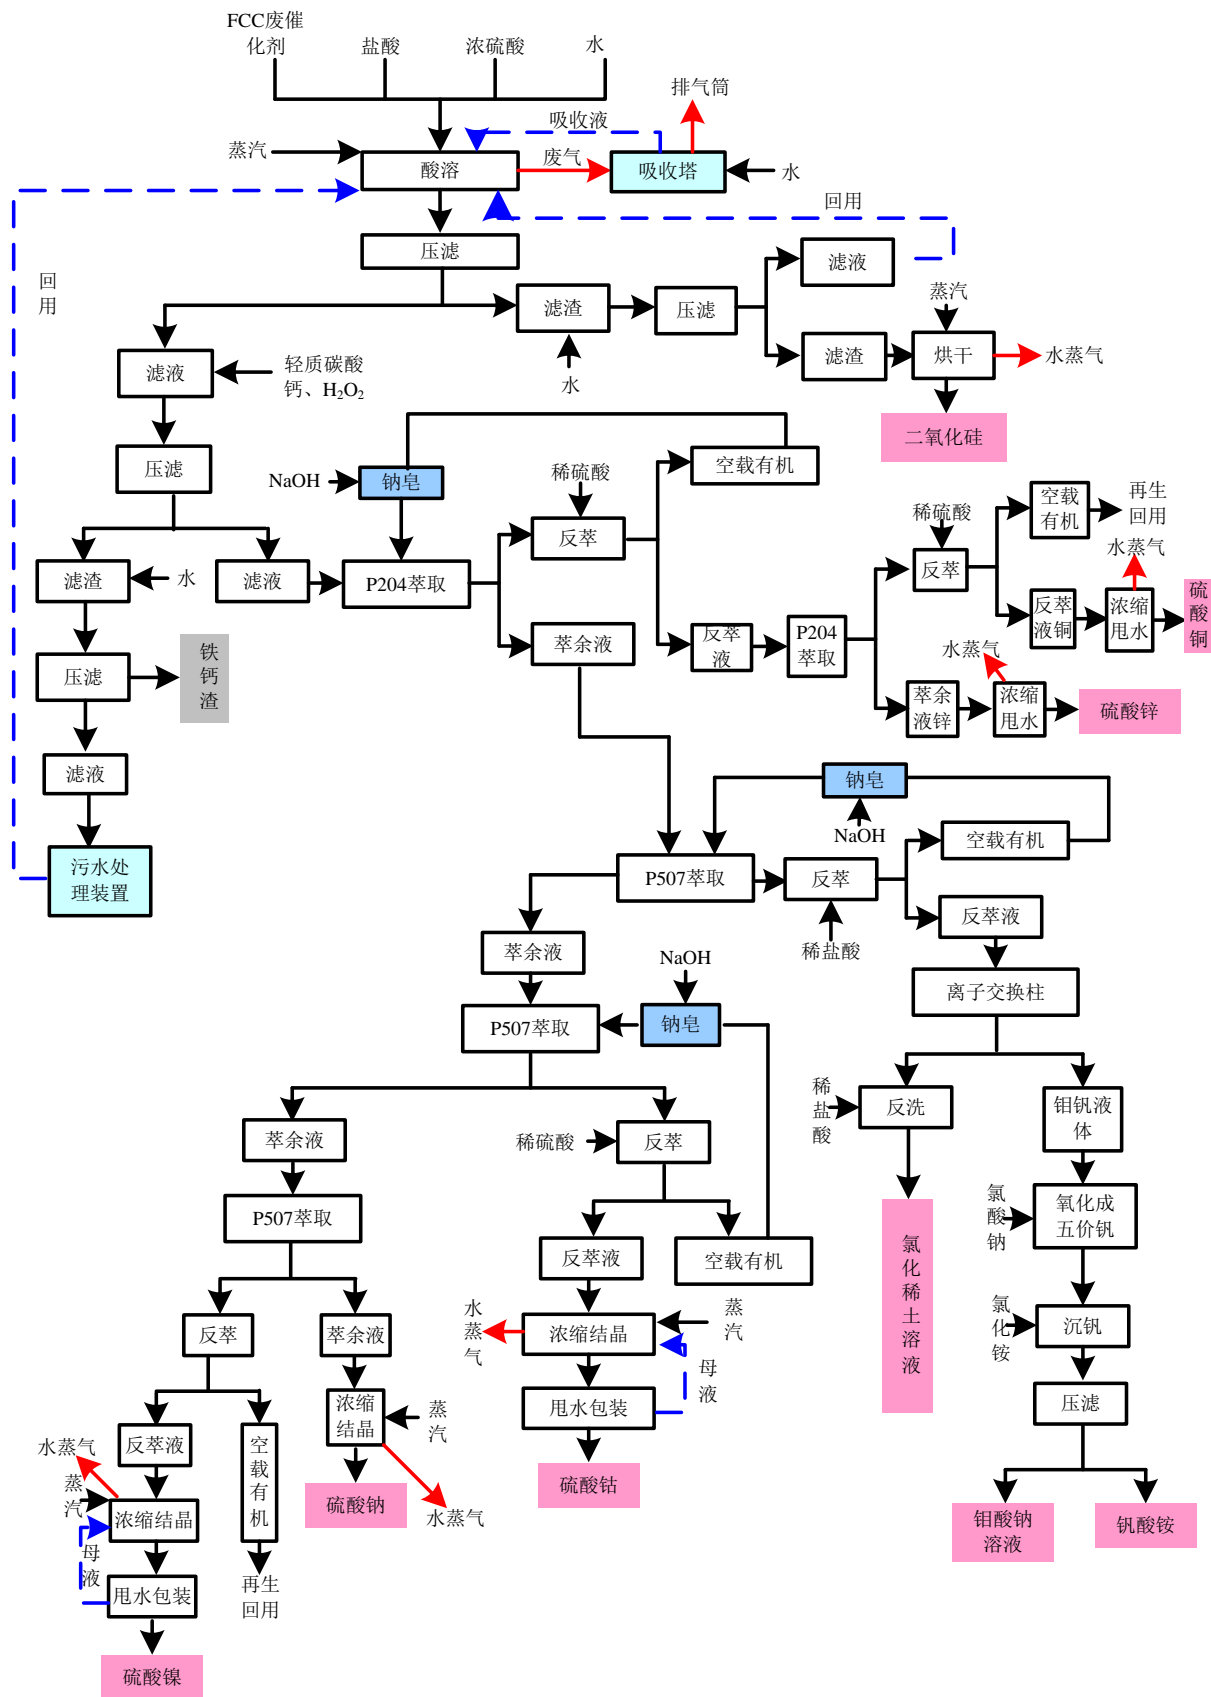 FCC废催
化剂
盐酸
浓硫酸
水
排气筒
吸收液
蒸汽
酸溶
废气
吸收塔
水
回用
压滤
滤液
回
用
滤渣
压滤
蒸汽
滤液
轻质碳酸
钙、H₂O₂
水
滤渣
烘干
水蒸气
二氧化硅
压滤
NaOH
钠皂
稀硫酸
空载有机
反萃
稀硫酸
空载
有机
再生
回用
滤渣
水
滤液
P204萃取
反萃
水蒸气
萃余液
反萃
液
P204
萃取
反萃
液铜
浓缩
甩水
硫
酸
铜
压滤
铁
钙
渣
水蒸气
萃余
液锌
浓缩
甩水
硫酸锌
滤液
钠皂
NaOH
空载有机
污水处
理装置
P507萃取
反萃
反萃液
稀盐酸
萃余液
NaOH
离子交换柱
P507萃取
钠皂
稀
盐
酸
反洗
钼钒液
体
萃余液
稀硫酸
反萃
P507萃取
氯
酸
钠
氧化成
五价钒
反萃液
空载有机
氯
化
稀
土
溶
液
反萃
萃余液
水
蒸
气
浓缩结晶
蒸
汽
氯
化
铵
沉钒
浓缩
结晶
蒸
汽
甩水包装
母
液
压滤
水蒸气
反萃液
空
载
有
机
蒸
汽
浓缩结晶
硫酸钠
水蒸气
硫酸钴
钼酸钠
溶液
钒酸铵
母
液
甩水包装
再生
回用
硫酸镍